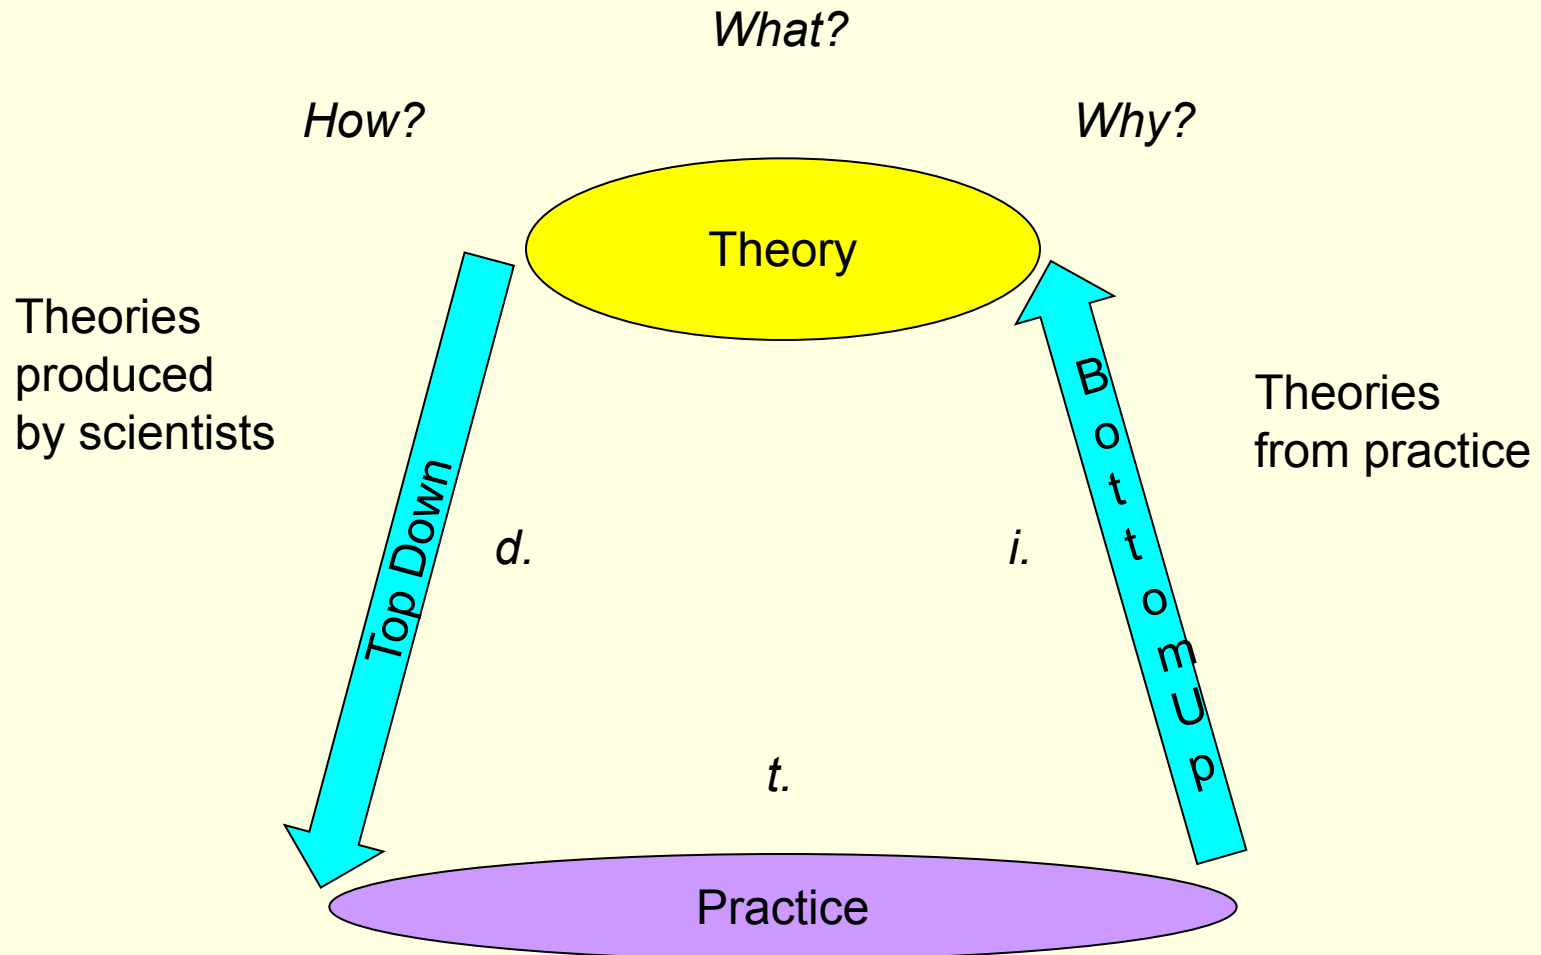 What?
How?
Why?
Theory
Theories
produced
by scientists
Top Down
Bottom Up
Theories
from practice
d.
i.
t.
Practice